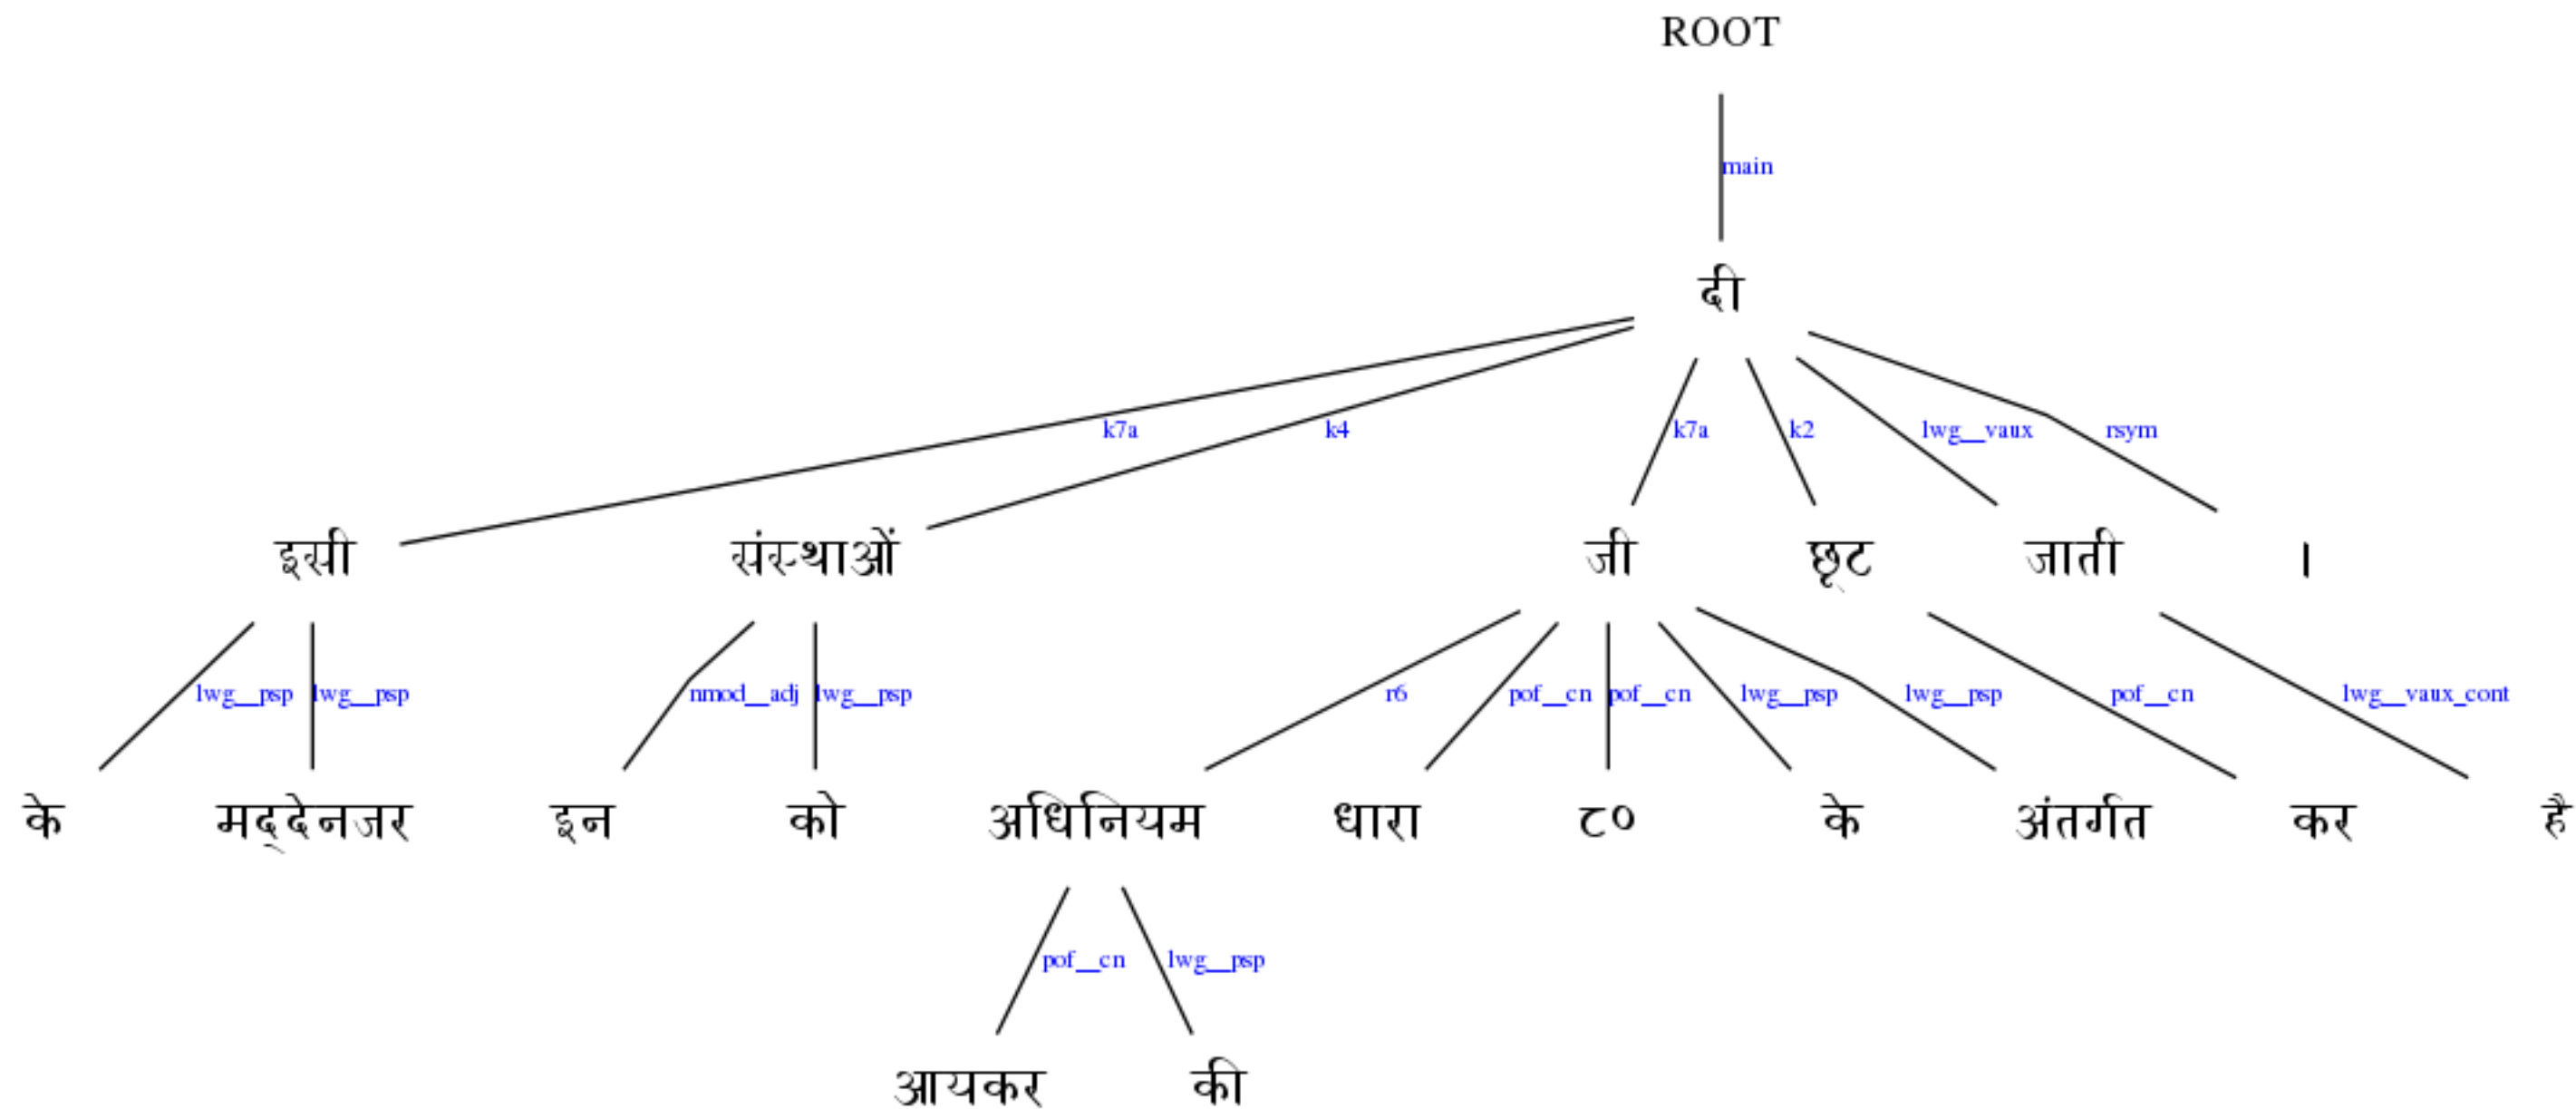 ROOT
main
दी
k7a k4 k7a k2 lwg__vaux rsym
इसी संस्थाओं जी छूट जाती ।
lwg__psp lwg__psp nmod__adj lwg__psp r6 pof__cn pof__cn lwg__psp lwg__psp pof__cn lwg__vaux_cont
के मद्देनजर इन को अधिनियम धारा ८० के अंतर्गत कर है
pof__cn lwg__psp
आयकर की